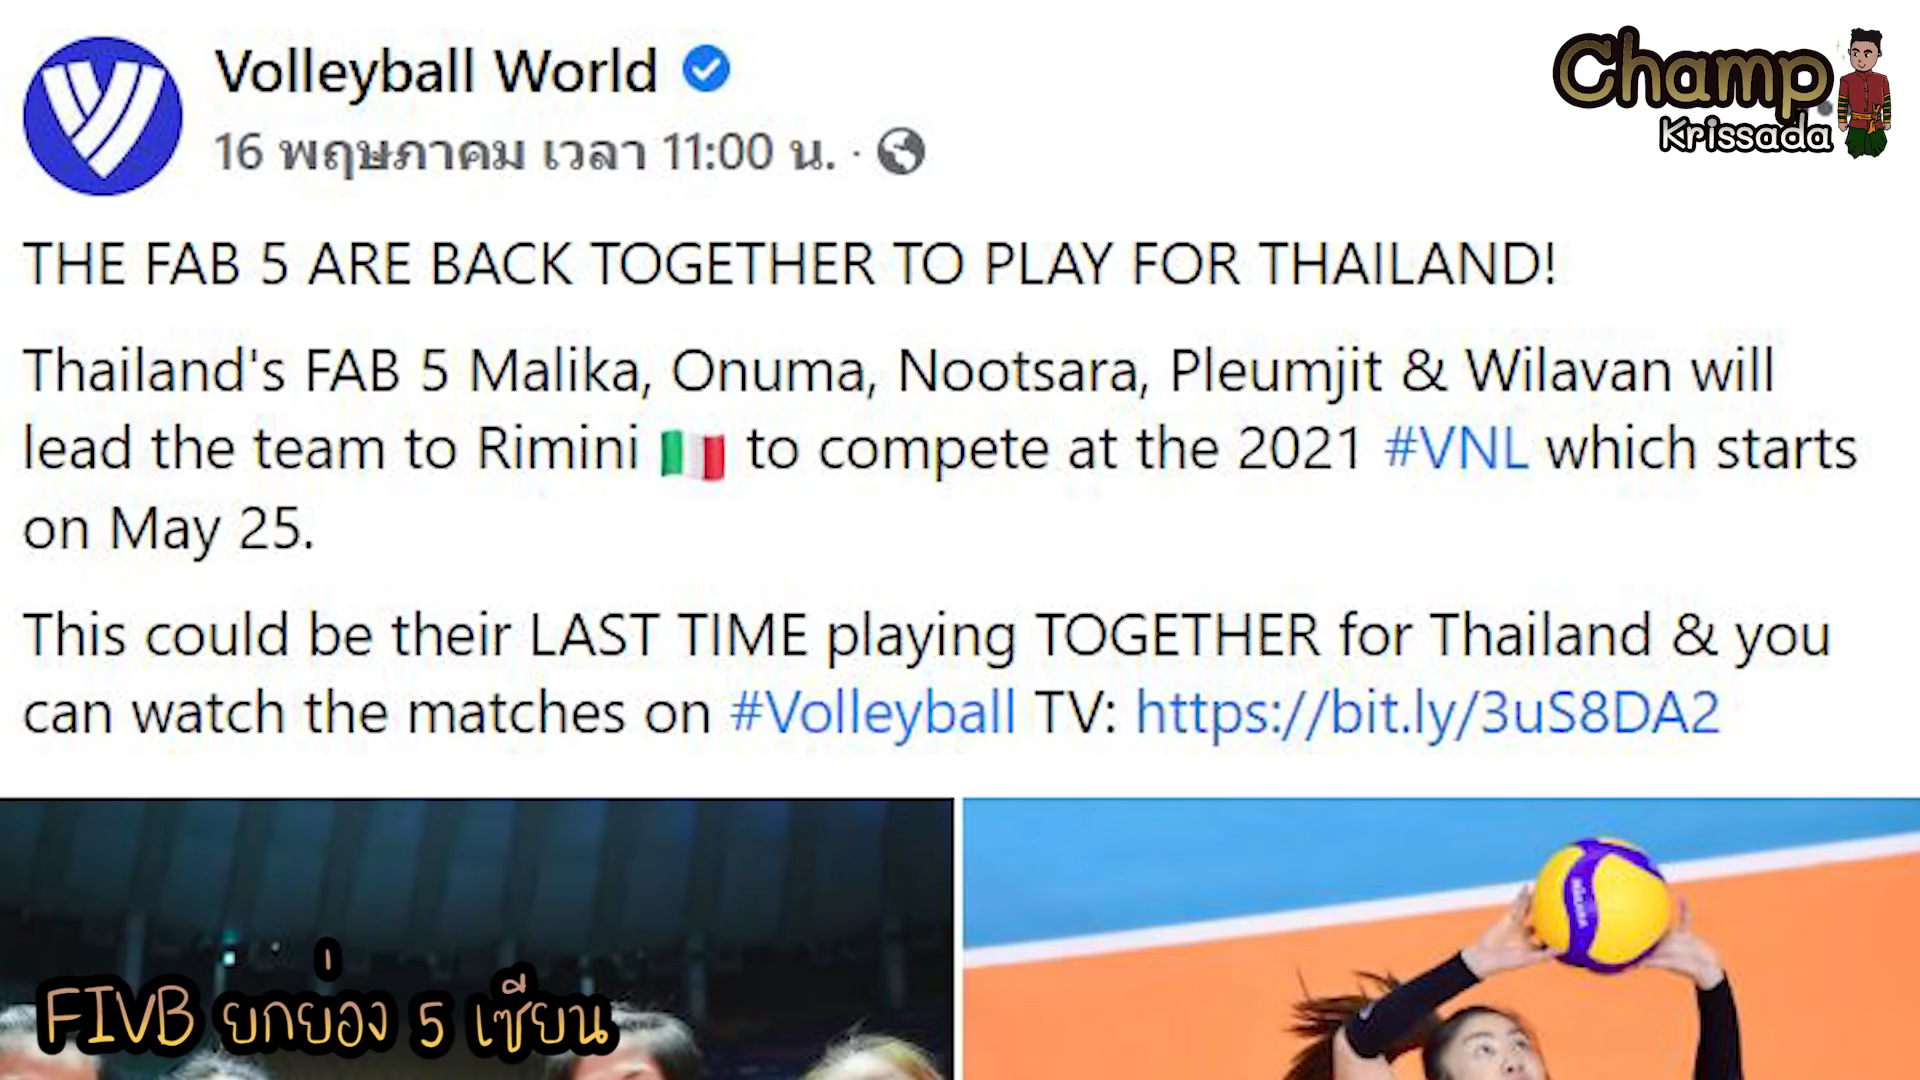 Volleyball World
16 พฤษภาคม เวลา 11:00 น. ·
Champ
Krissada
THE FAB 5 ARE BACK TOGETHER TO PLAY FOR THAILAND!
Thailand's FAB 5 Malika, Onuma, Nootsara, Pleumjit & Wilavan will
lead the team to Rimini 🇮🇹 to compete at the 2021 #VNL which starts
on May 25.
This could be their LAST TIME playing TOGETHER for Thailand & you
can watch the matches on #Volleyball TV: https://bit.ly/3uS8DA2
FIVB ยกย่อง 5 เซียน